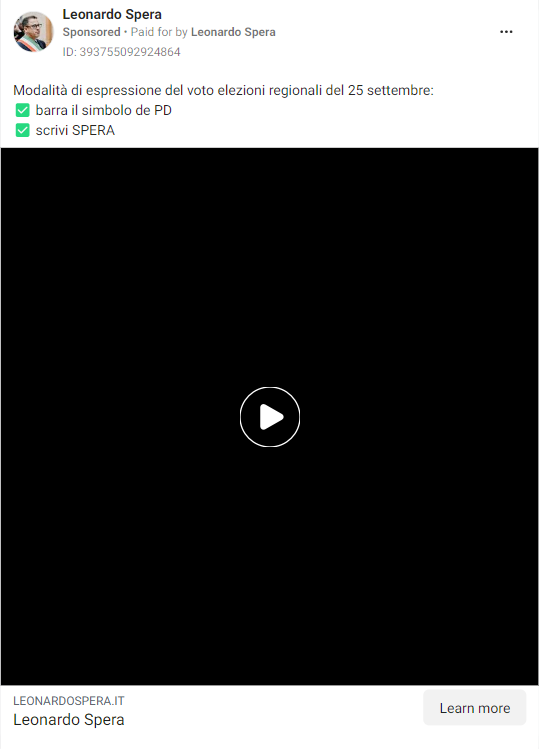 Leonardo Spera
Sponsored • Paid for by Leonardo Spera
ID: 393755092924864
Modalità di espressione del voto elezioni regionali del 25 settembre:
✅ barra il simbolo de PD
✅ scrivi SPERA
LEONARDOSPERA.IT
Leonardo Spera
Learn more